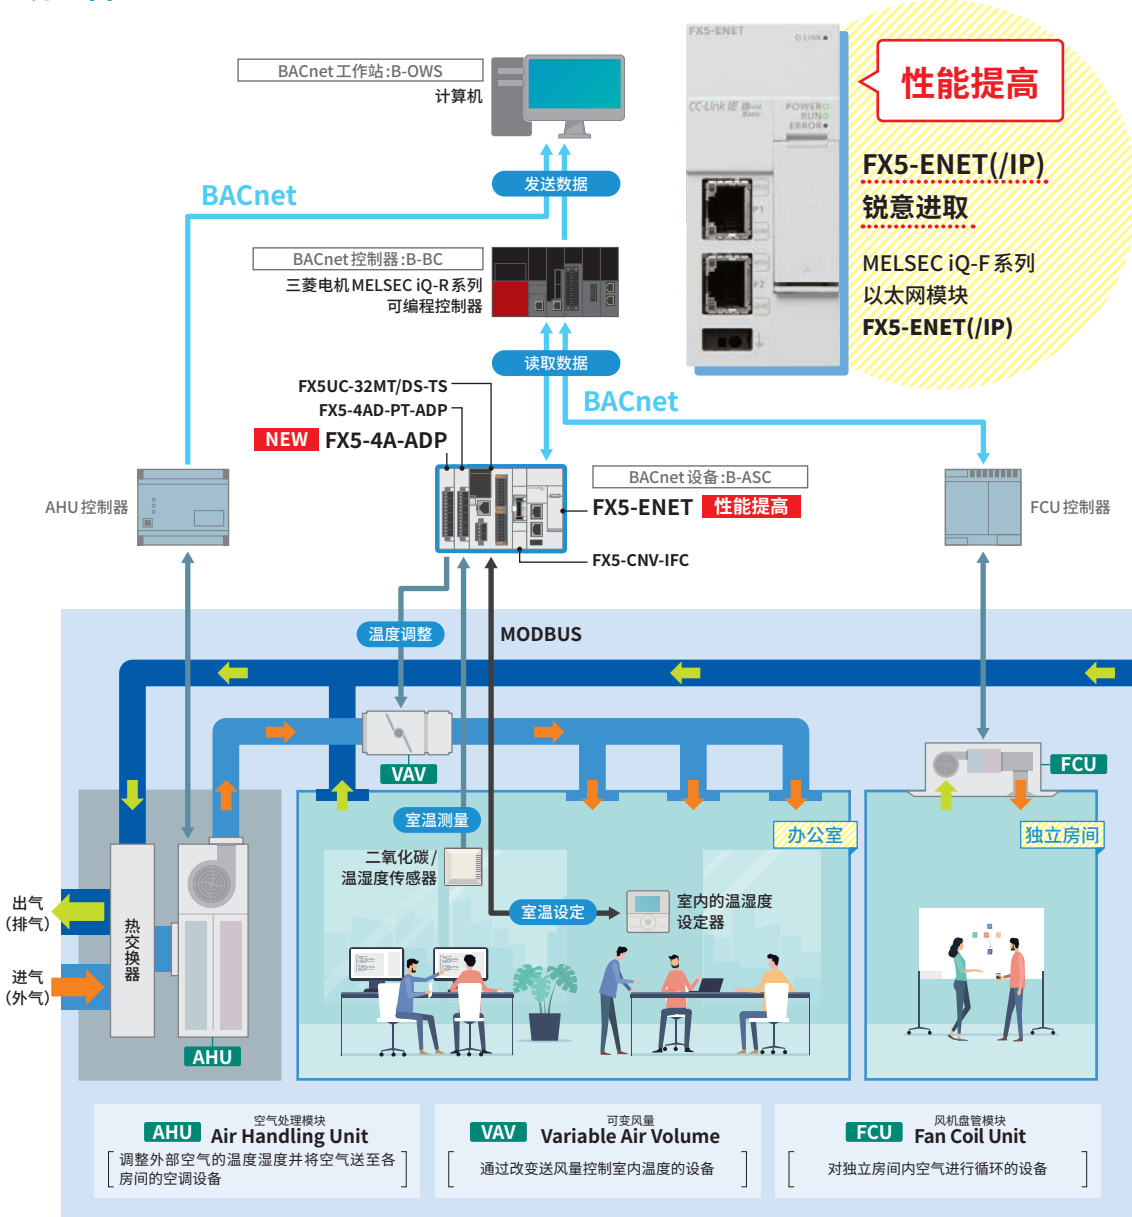 FX5-ENET
LINK
CC-Link IE Field
Basic
POWER
RUN
ERROR
P1
P2
性能提高
FX5-ENET(/IP)
锐意进取
MELSEC iQ-F系列
以太网模块
FX5-ENET(/IP)
BACnet工作站:B-OWS
计算机
发送数据
BACnet
BACnet控制器:B-BC
三菱电机MELSEC iQ-R系列
可编程控制器
读取数据
BACnet
FX5UC-32MT/DS-TS
FX5-4AD-PT-ADP
NEW FX5-4A-ADP
BACnet设备:B-ASC
FX5-ENET 性能提高
FX5-CNV-IFC
AHU控制器
FCU控制器
温度调整
MODBUS
VAV
FCU
室温测量
办公室
独立房间
二氧化碳/
温湿度传感器
室温设定
室内的温湿度
设定器
出气
（排气）
热交换器
进气
（外气）
AHU
空气处理模块
AHU Air Handling Unit
调整外部空气的温度湿度并将空气送至各
房间的空调设备
可变风量
VAV Variable Air Volume
通过改变送风量控制室内温度的设备
风机盘管模块
FCU Fan Coil Unit
对独立房间内空气进行循环的设备